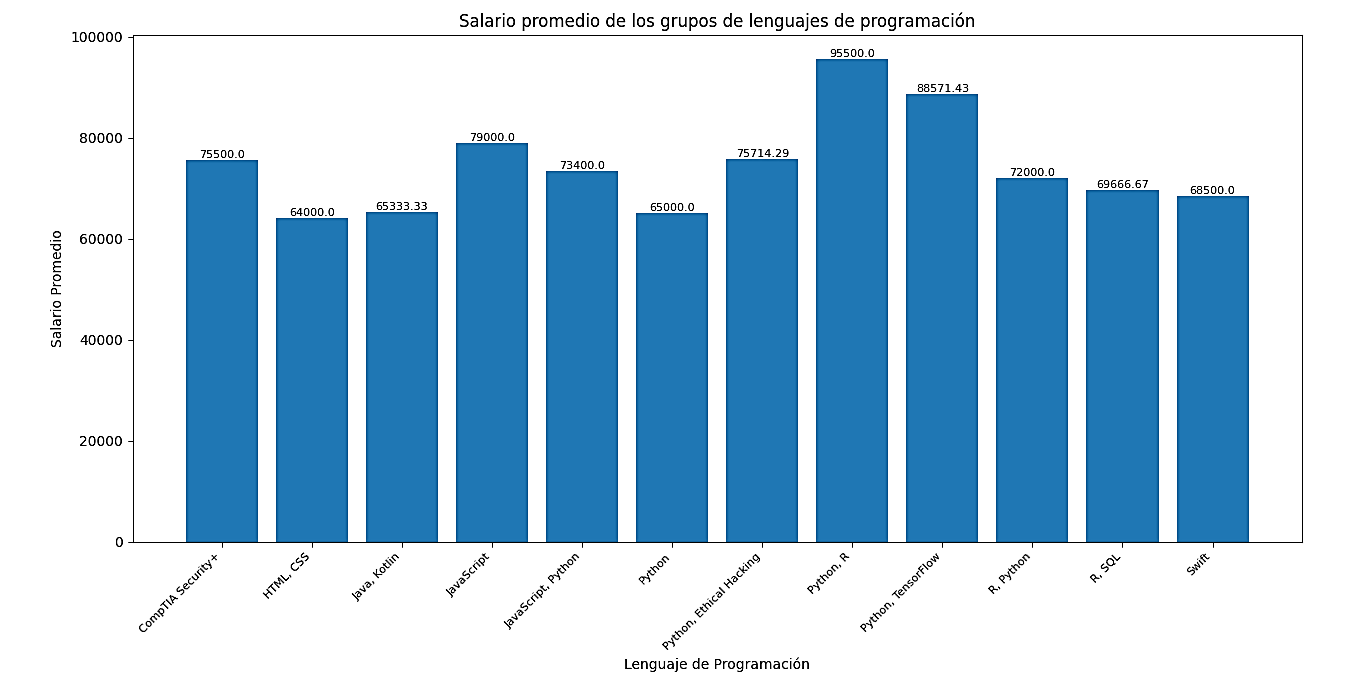 Salario promedio de los grupos de lenguajes de programación
100000
80000
60000
40000
20000
0
Salario Promedio
75500.0
64000.0
65333.33
79000.0
73400.0
65000.0
75714.29
95500.0
88571.43
72000.0
69666.67
68500.0
CompTIA Security+
HTML, CSS
Java, Kotlin
JavaScript
JavaScript, Python
Python
Python, Ethical Hacking
Python, R
Python, TensorFlow
R, Python
R, SQL
Swift
Lenguaje de Programación